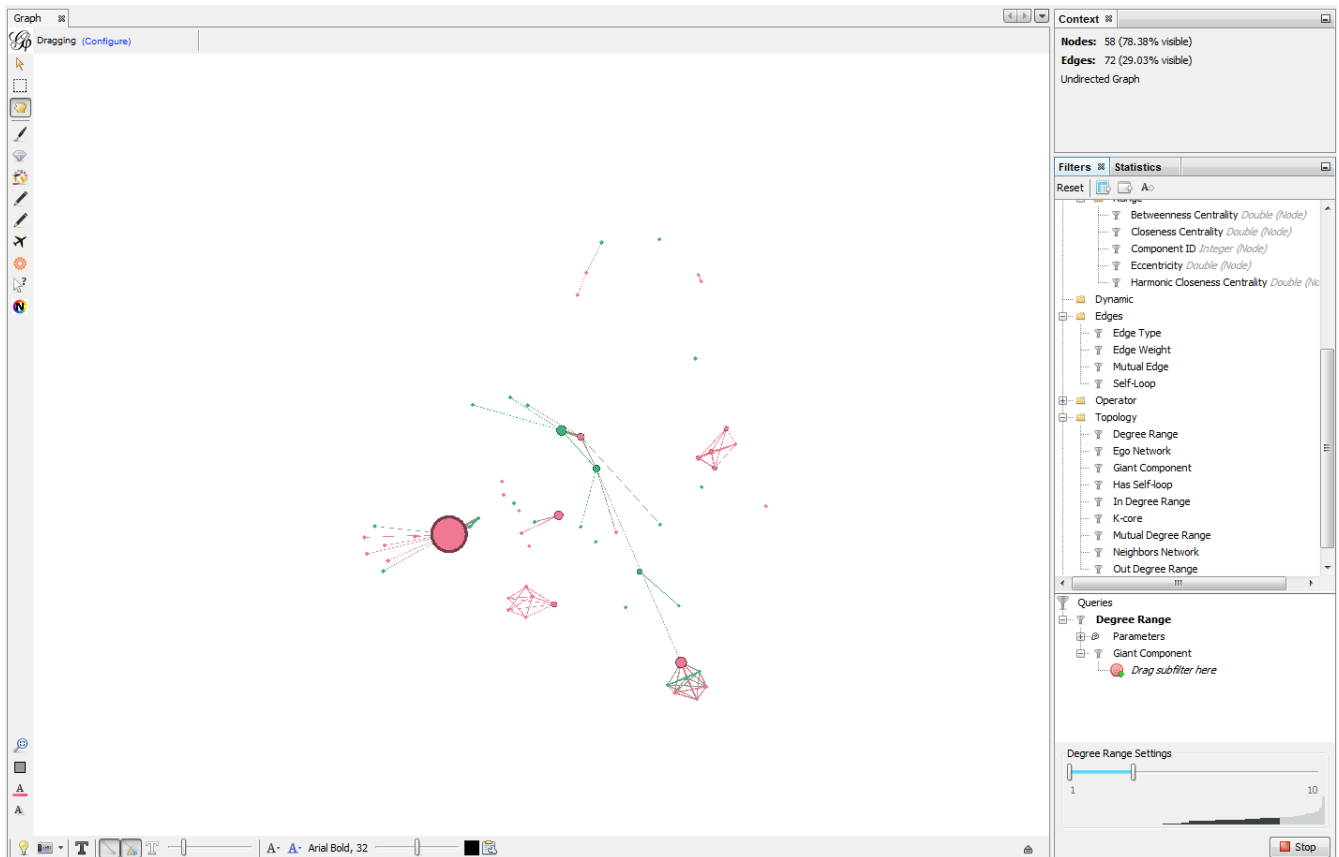 Graph
Dragging (Configure)
Context
Nodes: 58 (78.38% visible)
Edges: 72 (29.03% visible)
Undirected Graph
Filters Statistics
Reset
Range
Betweenness Centrality Double (Node)
Closeness Centrality Double (Node)
Component ID Integer (Node)
Eccentricity Double (Node)
Harmonic Closeness Centrality Double (No
Dynamic
Edges
Edge Type
Edge Weight
Mutual Edge
Self-Loop
Operator
Topology
Degree Range
Ego Network
Giant Component
Has Self-loop
In Degree Range
K-core
Mutual Degree Range
Neighbors Network
Out Degree Range
Queries
Degree Range
Parameters
Giant Component
Drag subfilter here
Degree Range Settings
1 10
A- A- Arial Bold, 32
Stop